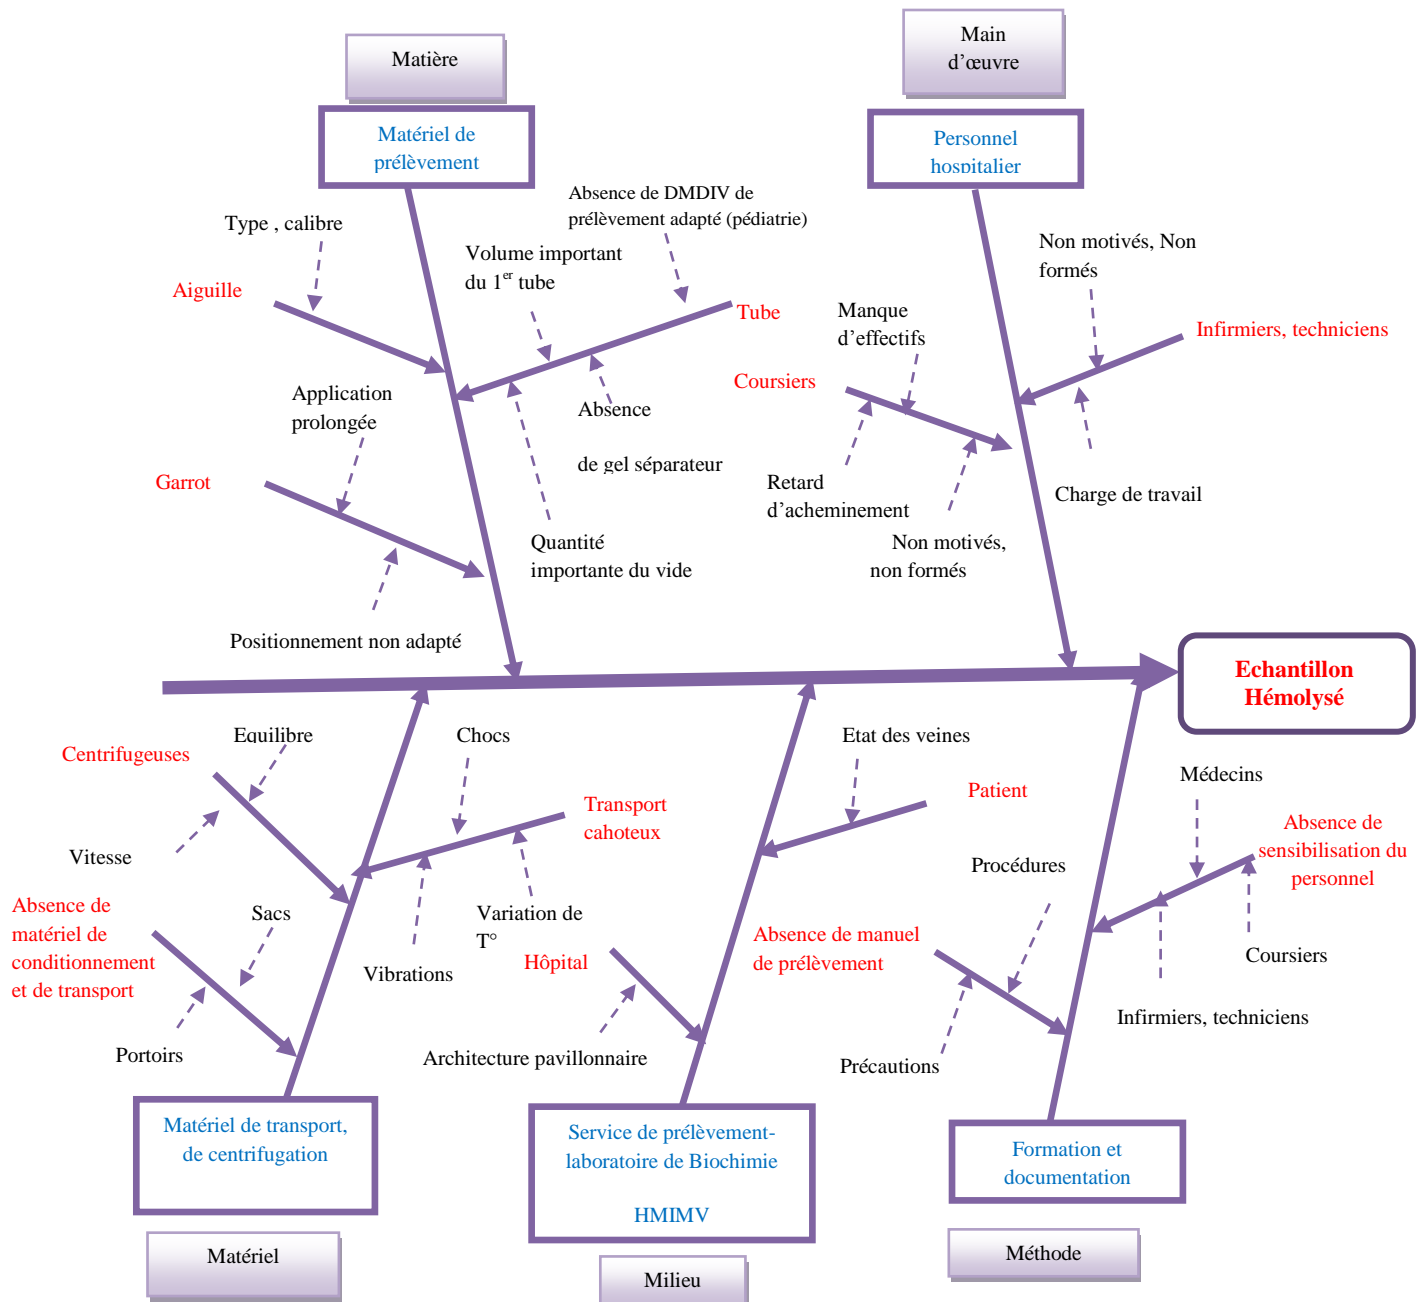 Matière
Main
d’œuvre
Matériel de
prélèvement
Personnel
hospitalier
Absence de DMDIV de
prélèvement adapté (pédiatrie)
Type , calibre
Volume important
du 1er tube
Aiguille
Tube
Non motivés, Non
formés
Manque
d’effectifs
Infirmiers, techniciens
Coursiers
Application
prolongée
Absence
de gel séparateur
Garrot
Retard
d’acheminement
Charge de travail
Quantité
importante du vide
Non motivés,
non formés
Positionnement non adapté
Echantillon
Hémolysé
Equilibre
Chocs
Etat des veines
Centrifugeuses
Médecins
Patient
Transport
cahoteux
Absence de
sensibilisation du
personnel
Vitesse
Procédures
Absence de
matériel de
conditionnement
et de transport
Sacs
Variation de
T°
Absence de manuel
de prélèvement
Hôpital
Vibrations
Coursiers
Infirmiers, techniciens
Portoirs
Architecture pavillonnaire
Précautions
Matériel de transport,
de centrifugation
Service de prélèvement-
laboratoire de Biochimie
HMIMV
Formation et
documentation
Matériel
Milieu
Méthode